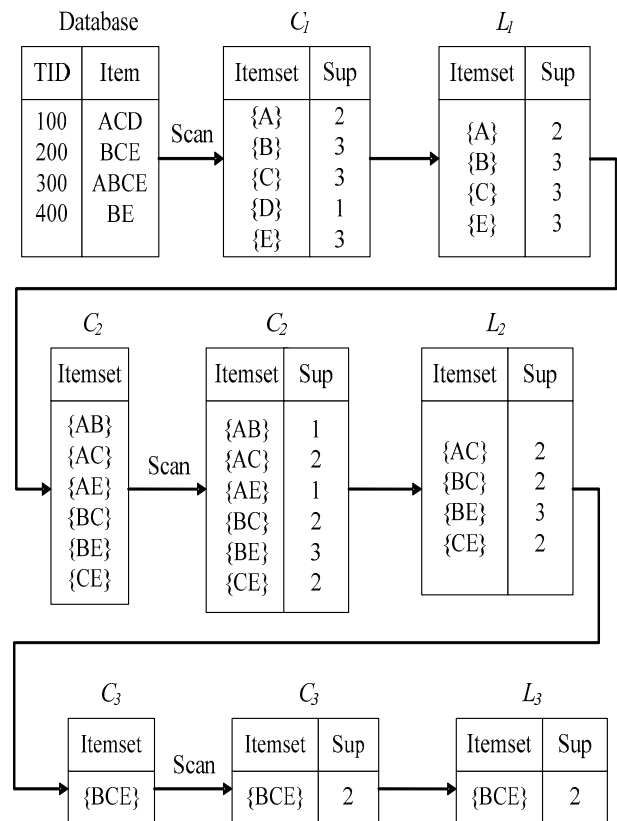 Database
TID Item
100 ACD
200 BCE
300 ABCE
400 BE
Scan
C1
Itemset Sup
{A} 2
{B} 3
{C} 3
{D} 1
{E} 3
L1
Itemset Sup
{A} 2
{B} 3
{C} 3
{E} 3
C2
Itemset
{AB}
{AC}
{AE}
{BC}
{BE}
{CE}
Scan
C2
Itemset Sup
{AB} 1
{AC} 2
{AE} 1
{BC} 2
{BE} 3
{CE} 2
L2
Itemset Sup
{AC} 2
{BC} 2
{BE} 3
{CE} 2
C3
Itemset
{BCE}
Scan
C3
Itemset Sup
{BCE} 2
L3
Itemset Sup
{BCE} 2